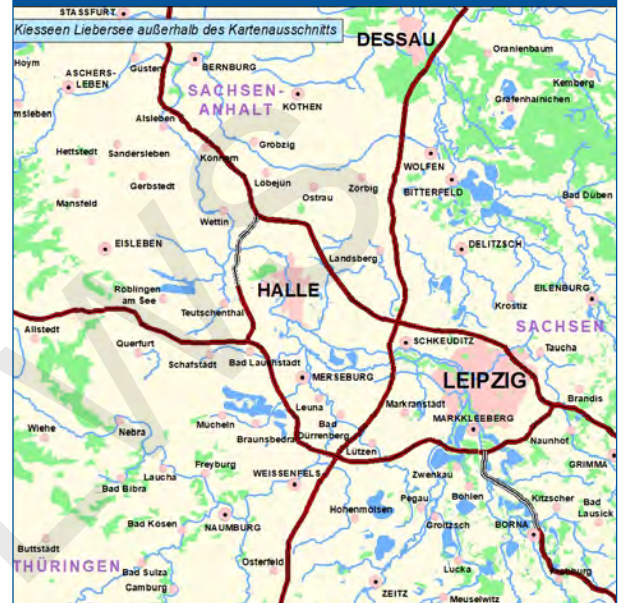 STASSFURT
Kiesseen Liebersee außerhalb des Kartenausschnitts
DESSAU
Hoym
Güsten
BERNBURG
Oranienbaum
ASCHERS-
LEBEN
SACHSEN-
ANHALT
KÖTHEN
Kemberg
Gräfenhainichen
msleben
Alsleben
Hettstedt
Sandersleben
Könnern
Gröbzig
WOLFEN
Gerbstedt
Löbejün
Ostrau
Zörbig
BITTERFELD
Bad Düben
Mansfeld
Wettin
EISLEBEN
Landsberg
DELITZSCH
Röblingen
am See
HALLE
EILENBURG
Teutschenthal
Krostiz
SACHSEN
Allstedt
Querfurt
SCHKEUDITZ
Taucha
Schafstädt
Bad Lauchstädt
MERSEBURG
LEIPZIG
Leuna
Markranstädt
Brandis
Wiehe
Nebra
Mücheln
Braunsbedra
Bad
Dürrenberg
MARKKLEEBERG
Lützen
Naunhof
Laucha
Freyburg
WEISSENFELS
Zwenkau
GRIMMA
Bad Bibra
Pegau
Böhlen
Kitzscher
Bad
Lausick
Bad Kösen
NAUMBURG
Hohenmölsen
Groitzsch
BORNA
Buttstädt
THÜRINGEN
Bad Sulza
Osterfeld
Lucka
Frohburg
Camburg
ZEITZ
Meuselwitz